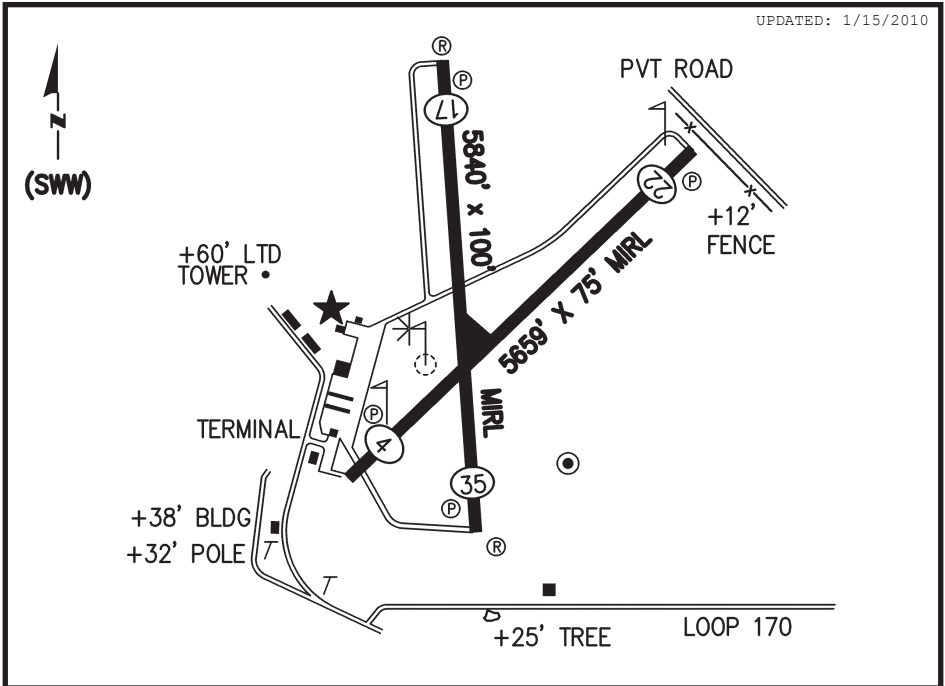 UPDATED: 1/15/2010
R
PVT ROAD
P
N
17
(SWW)
5840' x 100'
22
P
+12'
FENCE
+60' LTD
TOWER
5659' X 75' MIRL
MIRL
P
TERMINAL
4
35
P
+38' BLDG
+32' POLE
R
T
T
+25' TREE
LOOP 170